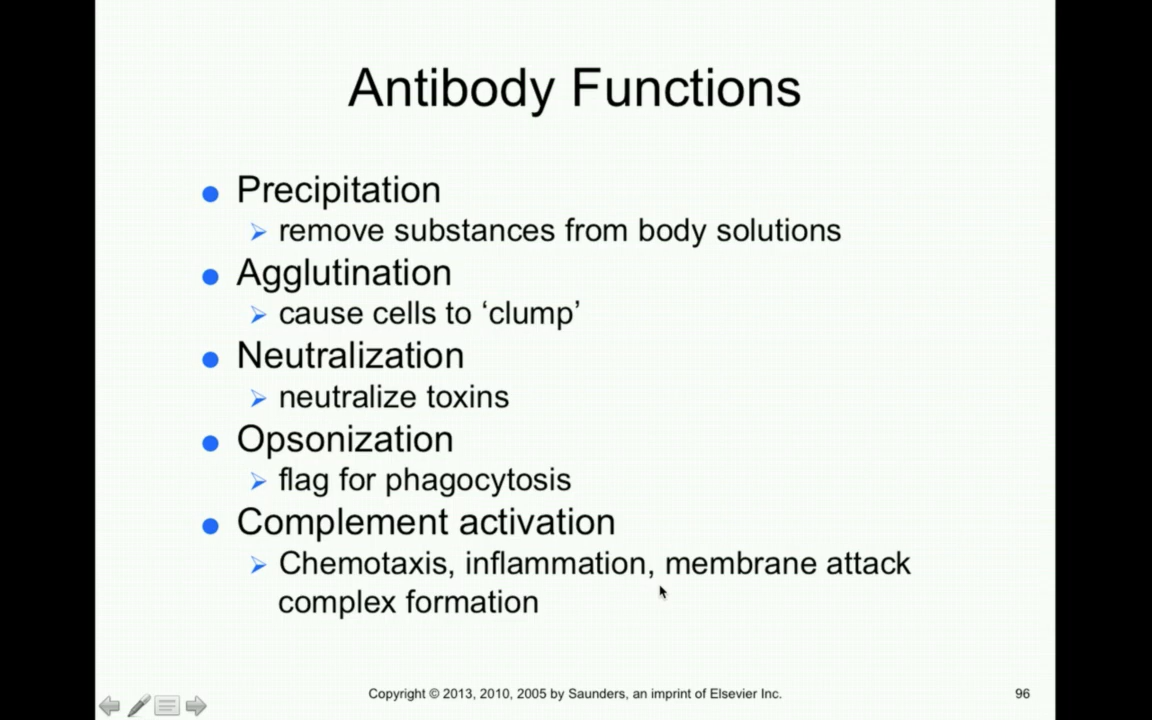 Antibody Functions
Precipitation
remove substances from body solutions
Agglutination
cause cells to ‘clump’
Neutralization
neutralize toxins
Opsonization
flag for phagocytosis
Complement activation
Chemotaxis, inflammation, membrane attack
complex formation
Copyright © 2013, 2010, 2005 by Saunders, an imprint of Elsevier Inc.
96